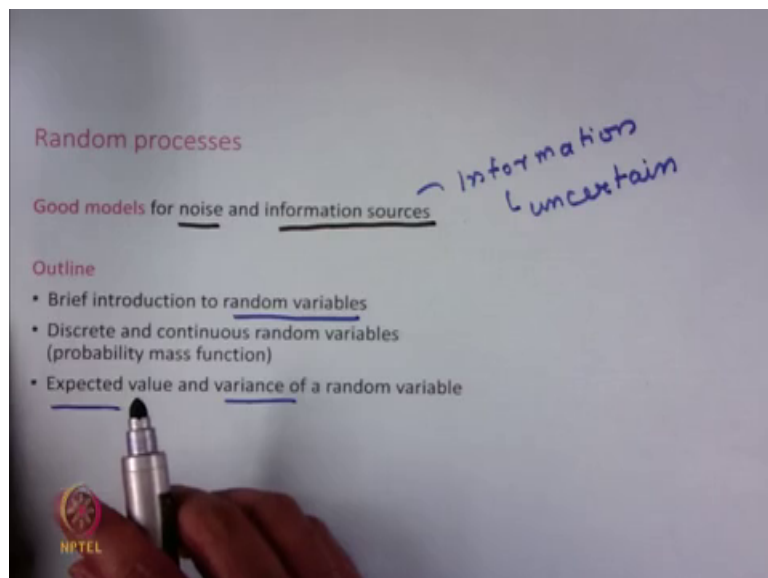 Random processes
Information
uncertain
Good models for noise and information sources
Outline
• Brief introduction to random variables
• Discrete and continuous random variables
(probability mass function)
• Expected value and variance of a random variable
NPTEL